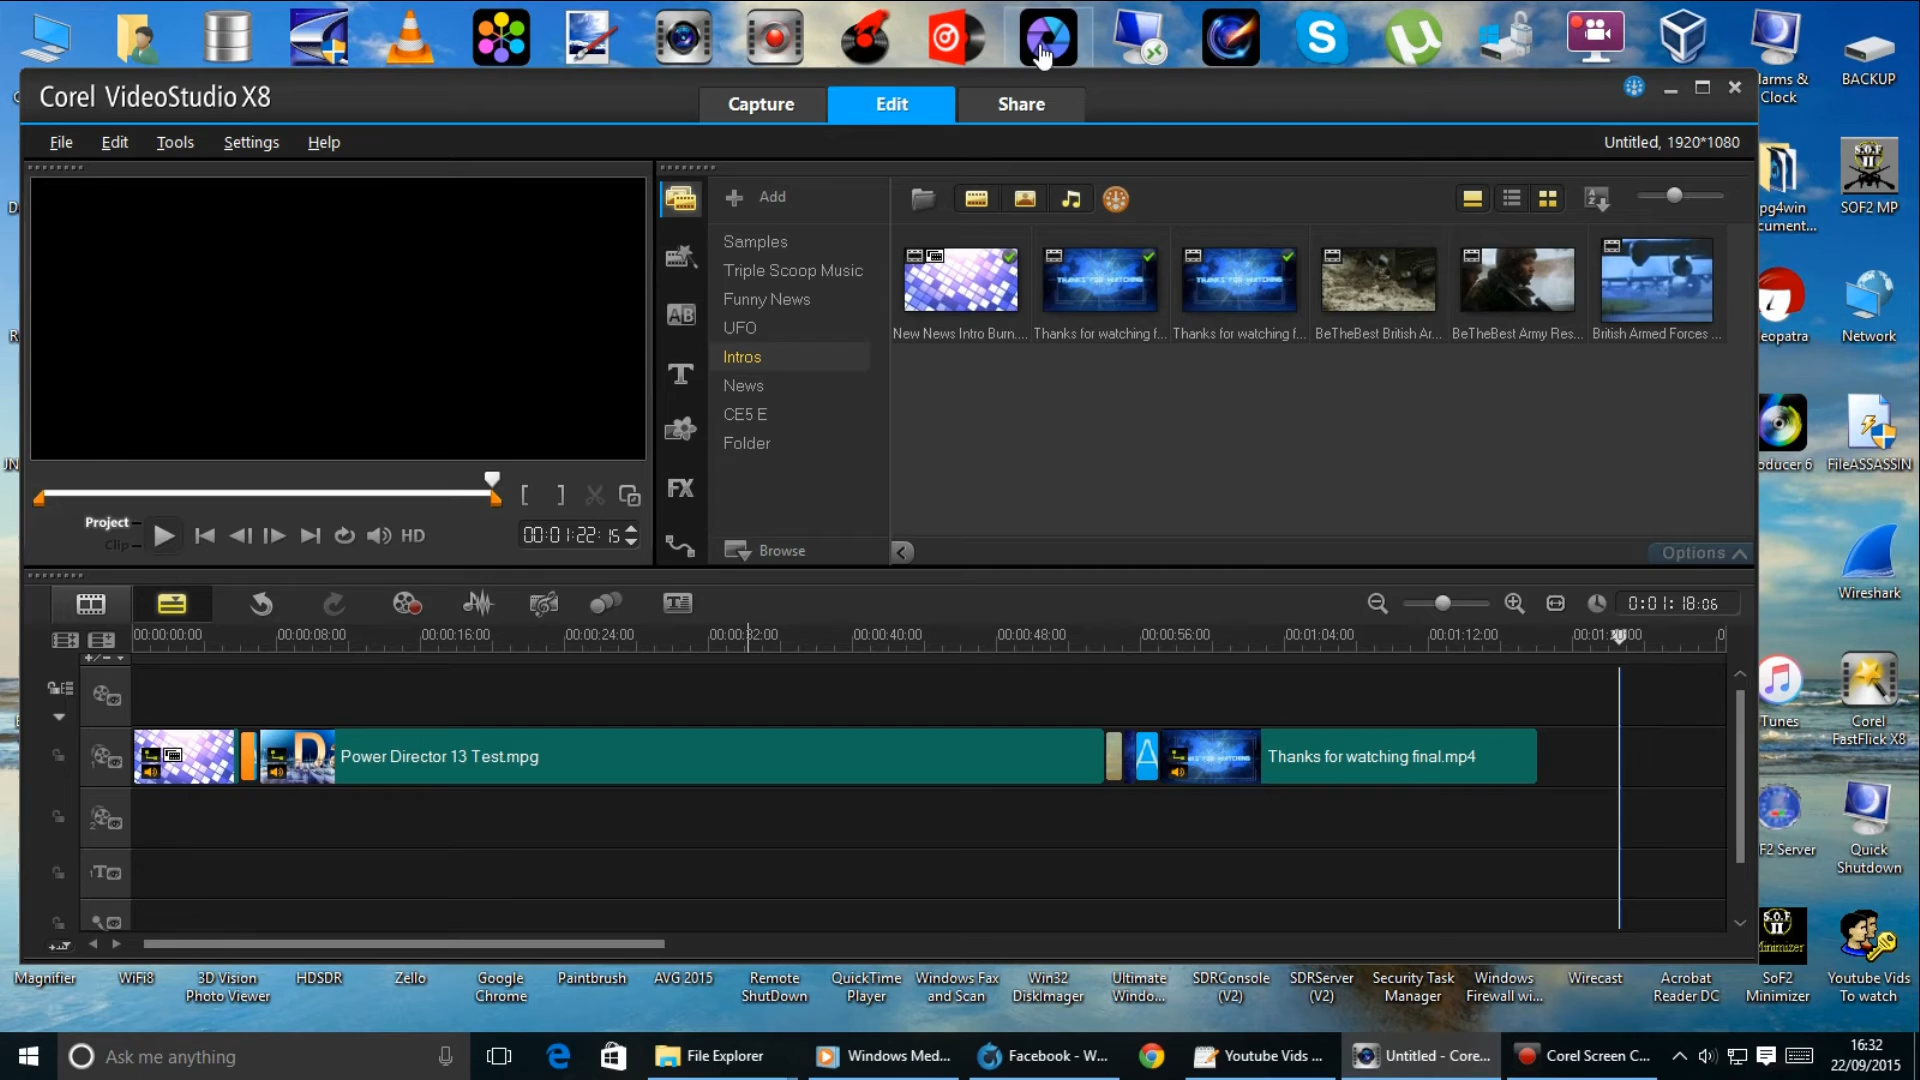 Corel VideoStudio X8
Capture
Edit
Share
File
Edit
Tools
Settings
Help
Untitled, 1920*1080
Add
Samples
Triple Scoop Music
Funny News
UFO
Intros
News
CE5 E
Folder
Browse
New News Intro Burn....
Thanks for watching f...
Thanks for watching f...
BeTheBest British Ar...
BeTheBest Army Res...
British Armed Forces ...
Options
Project
Clip
HD
00:01:22:15
AB
T
FX
0:01:18:06
00:00:00:00
00:00:08:00
00:00:16:00
00:00:24:00
00:00:32:00
00:00:40:00
00:00:48:00
00:00:56:00
00:01:04:00
00:01:12:00
Power Director 13 Test.mpg
Thanks for watching final.mp4
larms &
Clock
BACKUP
pg4win
cument...
SOF2 MP
leopatra
Network
oducer 6
FileASSASSIN
Wireshark
Tunes
Corel
FastFlick X8
F2 Server
Quick
Shutdown
Magnifier
WiFi8
3D Vision
Photo Viewer
HDSDR
Zello
Google
Chrome
Paintbrush
AVG 2015
Remote
ShutDown
QuickTime
Player
Windows Fax
and Scan
Win32
DiskImager
Ultimate
Windo...
SDRConsole
(V2)
SDRServer
(V2)
Security Task
Manager
Windows
Firewall wi...
Wirecast
Acrobat
Reader DC
SoF2
Minimizer
Youtube Vids
To watch
Ask me anything
File Explorer
Windows Med...
Facebook - W...
Youtube Vids ...
Untitled - Core...
Corel Screen C...
16:32
22/09/2015